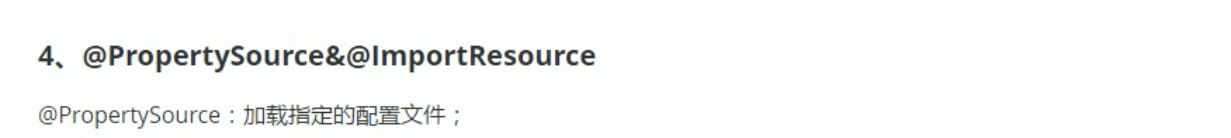 4、@PropertySource&@ImportResource
@PropertySource：加载指定的配置文件；